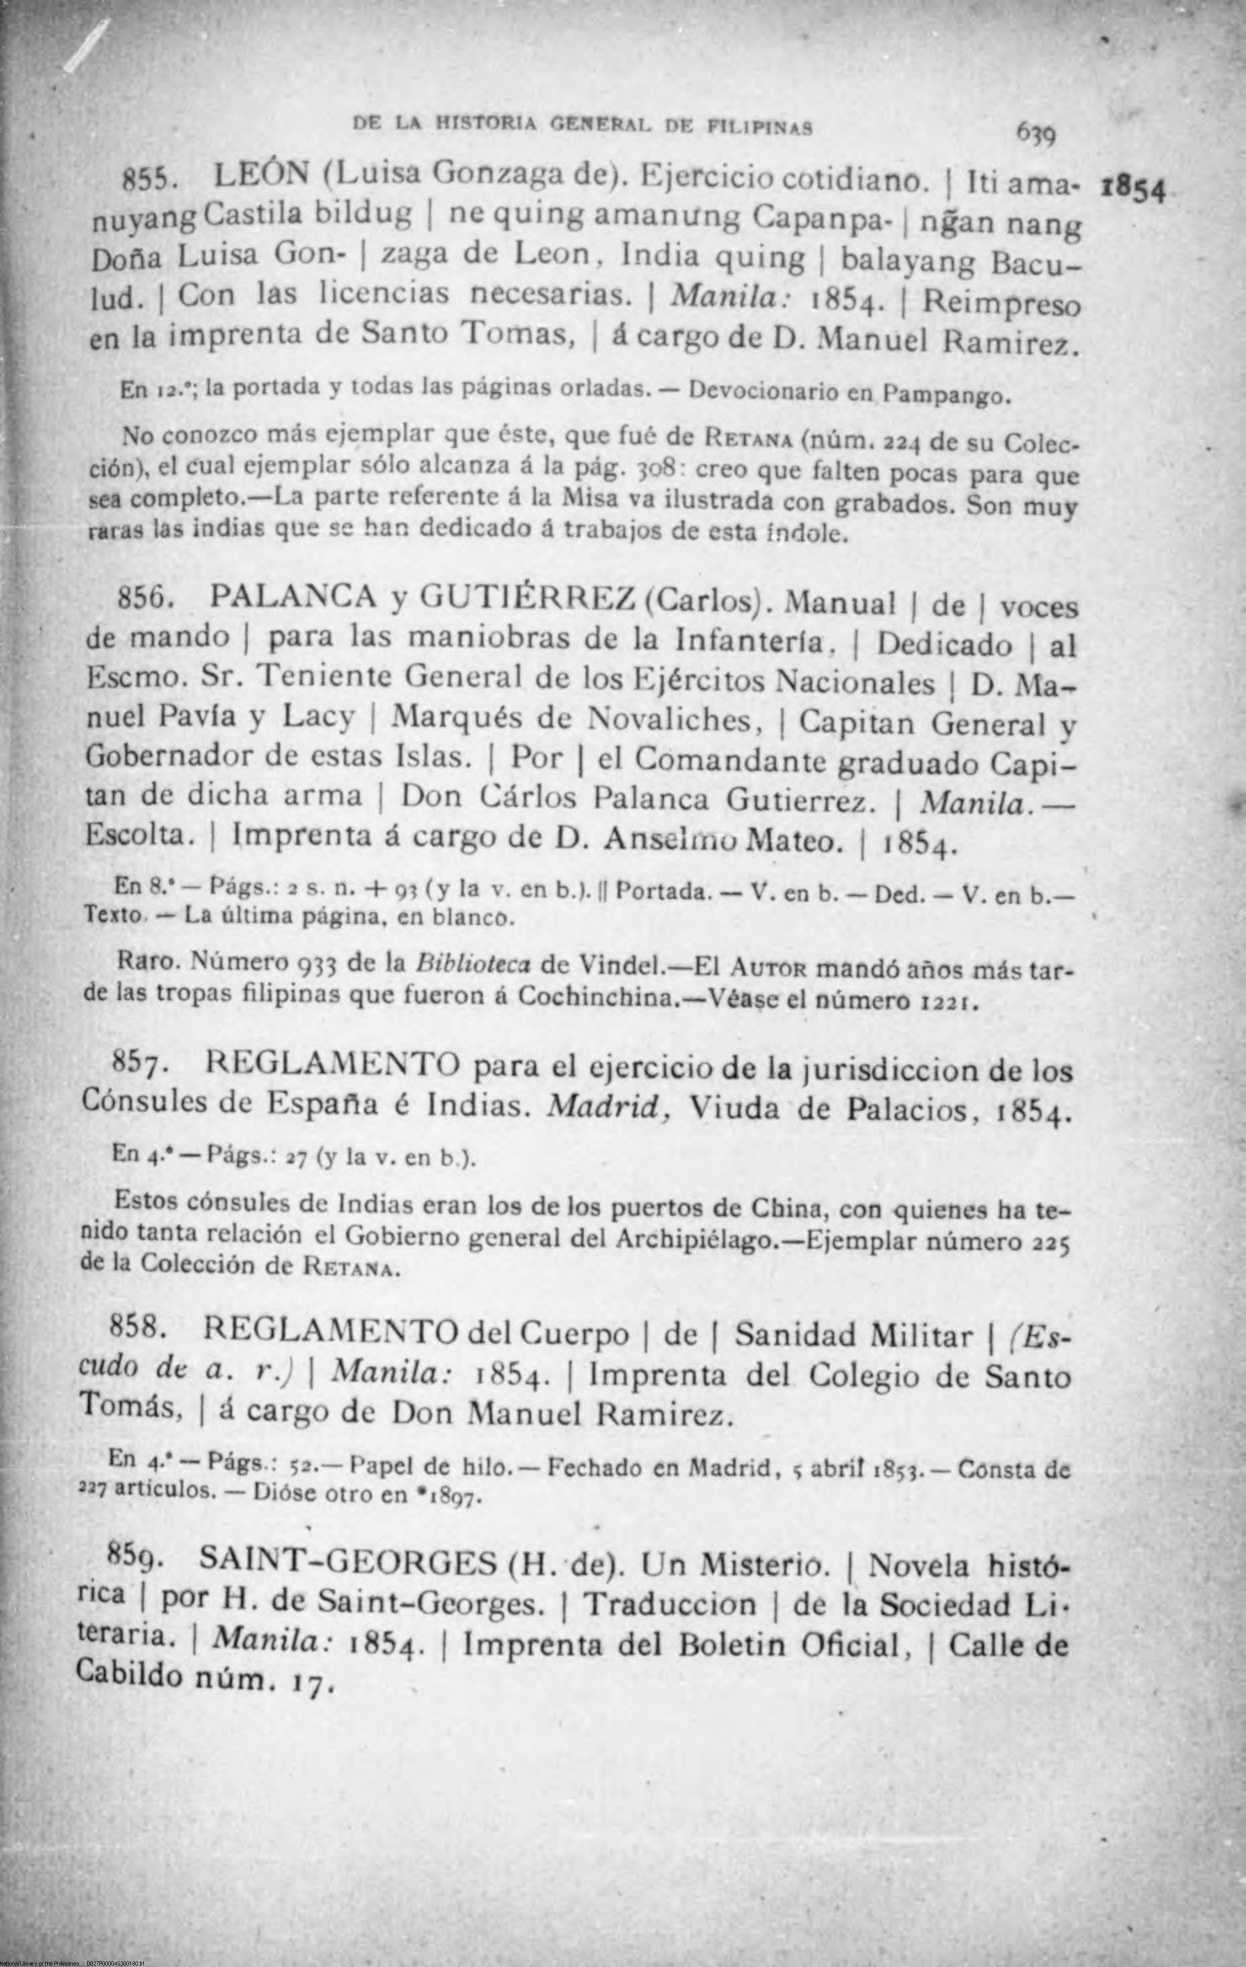 DE LA HISTORIA GENERAL DE FILIPINAS 639
855. LEÓN (Luisa Gonzaga de). Ejercicio cotidiano. | Iti ama- 1854
nuyang Castila bildug | ne quing amanung Capanpa- | ng̃an nang
Doña Luisa Gon- | zaga de Leon, India quing | balayang Bacu-
lud. | Con las licencias necesarias. | Manila: 1854. | Reimpreso
en la imprenta de Santo Tomas, | á cargo de D. Manuel Ramirez.
En 12.º; la portada y todas las páginas orladas. — Devocionario en Pampango.
No conozco más ejemplar que éste, que fué de RETANA (núm. 224 de su Colec-
ción), el cual ejemplar sólo alcanza á la pág. 308: creo que falten pocas para que
sea completo.—La parte referente á la Misa va ilustrada con grabados. Son muy
raras las indias que se han dedicado á trabajos de esta índole.
856. PALANCA y GUTIÉRREZ (Carlos). Manual | de | voces
de mando | para las maniobras de la Infantería. | Dedicado | al
Escmo. Sr. Teniente General de los Ejércitos Nacionales | D. Ma-
nuel Pavía y Lacy | Marqués de Novaliches, | Capitan General y
Gobernador de estas Islas. | Por | el Comandante graduado Capi-
tan de dicha arma | Don Cárlos Palanca Gutierrez. | Manila.—
Escolta. | Imprenta á cargo de D. Anselmo Mateo. | 1854.
En 8.º — Págs.: 2 s. n. + 93 (y la v. en b.). || Portada. — V. en b. — Ded. — V. en b.—
Texto. — La última página, en blanco.
Raro. Número 933 de la Biblioteca de Vindel.—El AUTOR mandó años más tar-
de las tropas filipinas que fueron á Cochinchina.—Véase el número 1221.
857. REGLAMENTO para el ejercicio de la jurisdiccion de los
Cónsules de España é Indias. Madrid, Viuda de Palacios, 1854.
En 4.º — Págs.: 27 (y la v. en b.).
Estos cónsules de Indias eran los de los puertos de China, con quienes ha te-
nido tanta relación el Gobierno general del Archipiélago.—Ejemplar número 225
de la Colección de RETANA.
858. REGLAMENTO del Cuerpo | de | Sanidad Militar | (Es-
cudo de a. r.) | Manila: 1854. | Imprenta del Colegio de Santo
Tomás, | á cargo de Don Manuel Ramirez.
En 4.º — Págs.: 52.— Papel de hilo. — Fechado en Madrid, 5 abril 1853.— Consta de
227 articulos. — Dióse otro en *1897.
859. SAINT-GEORGES (H. de). Un Misterio. | Novela histó-
rica | por H. de Saint-Georges. | Traduccion | de la Sociedad Li-
teraria. | Manila: 1854. | Imprenta del Boletin Oficial, | Calle de
Cabildo núm. 17.